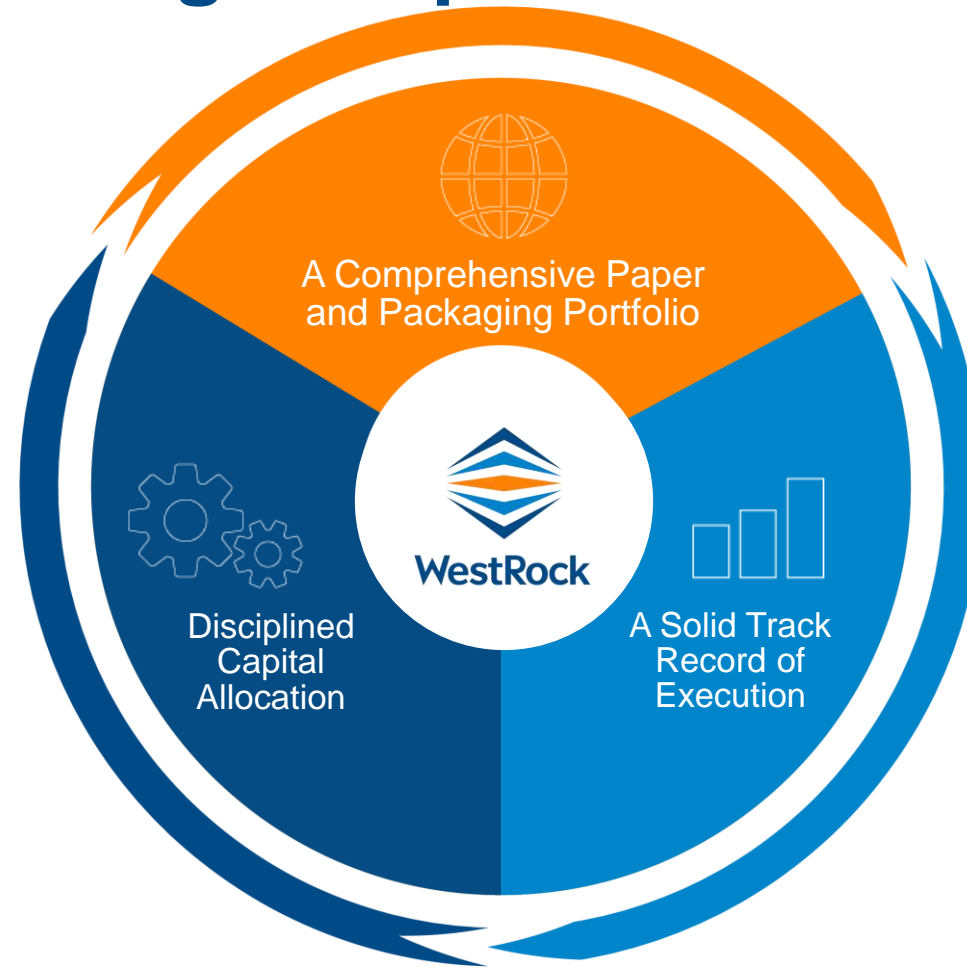 A Comprehensive Paper
and Packaging Portfolio
WestRock
Disciplined
Capital
Allocation
A Solid Track
Record of
Execution